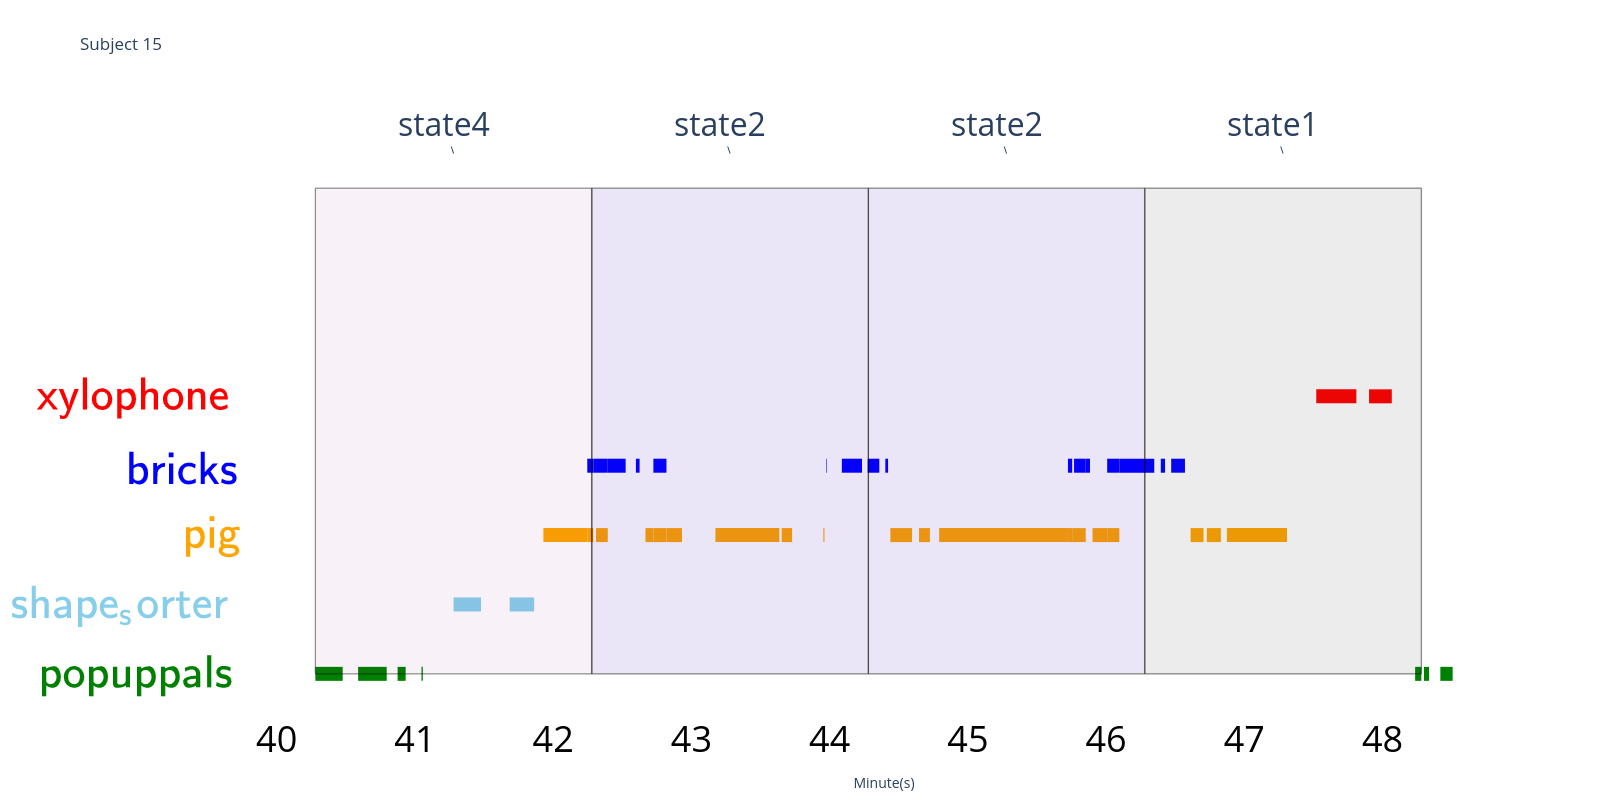 Subject 15
state4 state2 state2 state1
xylophone
bricks
pig
shapeₛorter
popuppals
40 41 42 43 44 45 46 47 48
Minute(s)